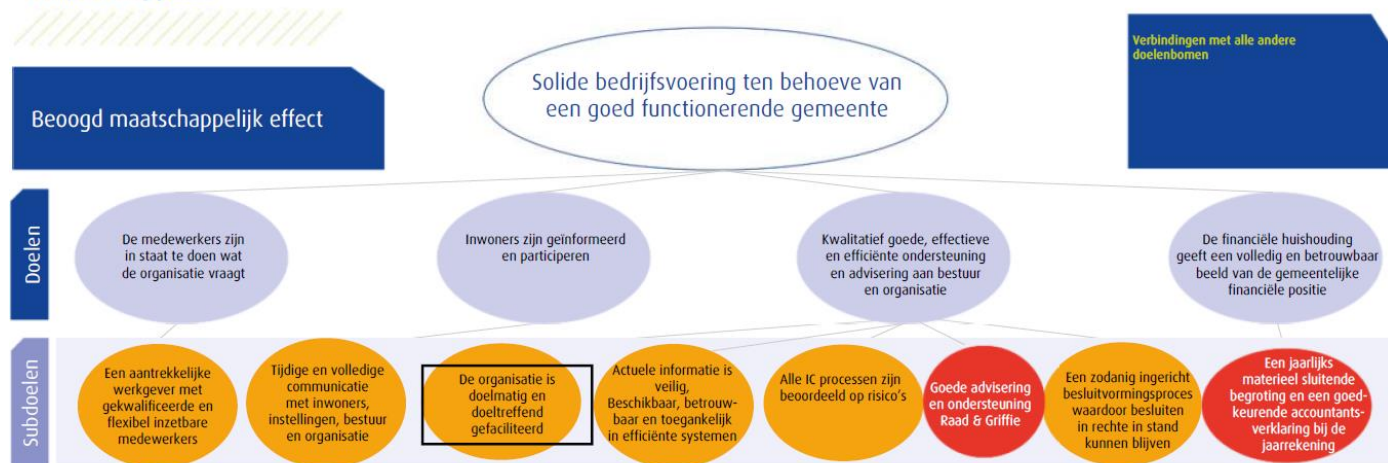 Solide bedrijfsvoering ten behoeve van
een goed functionerende gemeente
Verbindingen met alle andere
doelenbomen
Beoogd maatschappelijk effect
Doelen
De medewerkers zijn
in staat te doen wat
de organisatie vraagt
Inwoners zijn geïnformeerd
en participeren
Kwalitatief goede, effectieve
en efficiënte ondersteuning
en advisering aan bestuur
en organisatie
De financiële huishouding
geeft een volledig en betrouwbaar
beeld van de gemeentelijke
financiële positie
Subdoelen
Een aantrekkelijke
werkgever met
gekwalificeerde en
flexibel inzetbare
medewerkers
Tijdige en volledige
communicatie
met inwoners,
instellingen, bestuur
en organisatie
De organisatie is
doelmatig en
doeltreffend
gefaciliteerd
Actuele informatie is
veilig,
Beschikbaar, betrouw-
baar en toegankelijk
in efficiënte systemen
Alle IC processen zijn
beoordeeld op risico's
Goede advisering
en ondersteuning
Raad & Griffie
Een zodanig ingericht
besluitvormingsproces
waardoor besluiten
in rechte in stand
kunnen blijven
Een jaarlijks
materieel sluitende
begroting en een goed-
keurende accountants-
verklaring bij de
jaarrekening